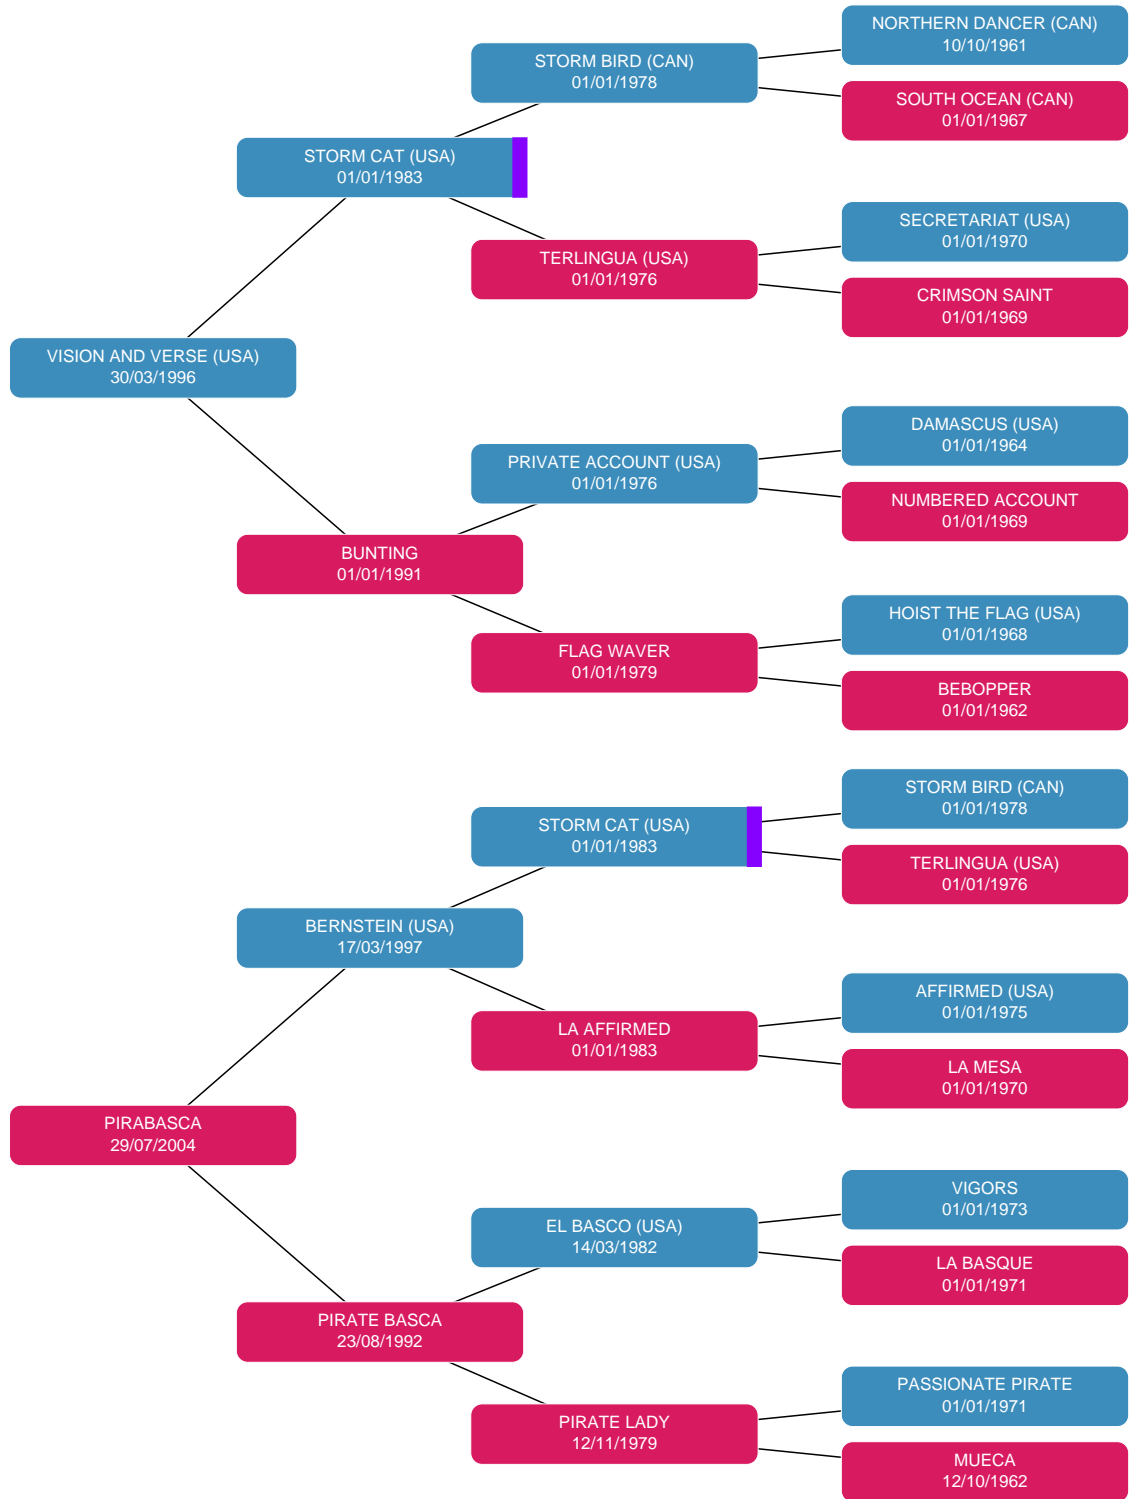 NORTHERN DANCER (CAN)
10/10/1961
STORM BIRD (CAN)
01/01/1978
SOUTH OCEAN (CAN)
01/01/1967
STORM CAT (USA)
01/01/1983
SECRETARIAT (USA)
01/01/1970
TERLINGUA (USA)
01/01/1976
CRIMSON SAINT
01/01/1969
VISION AND VERSE (USA)
30/03/1996
DAMASCUS (USA)
01/01/1964
PRIVATE ACCOUNT (USA)
01/01/1976
NUMBERED ACCOUNT
01/01/1969
BUNTING
01/01/1991
HOIST THE FLAG (USA)
01/01/1968
FLAG WAVER
01/01/1979
BEBOPPER
01/01/1962
STORM BIRD (CAN)
01/01/1978
STORM CAT (USA)
01/01/1983
TERLINGUA (USA)
01/01/1976
BERNSTEIN (USA)
17/03/1997
AFFIRMED (USA)
01/01/1975
LA AFFIRMED
01/01/1983
LA MESA
01/01/1970
PIRABASCA
29/07/2004
VIGORS
01/01/1973
EL BASCO (USA)
14/03/1982
LA BASQUE
01/01/1971
PIRATE BASCA
23/08/1992
PASSIONATE PIRATE
01/01/1971
PIRATE LADY
12/11/1979
MUECA
12/10/1962